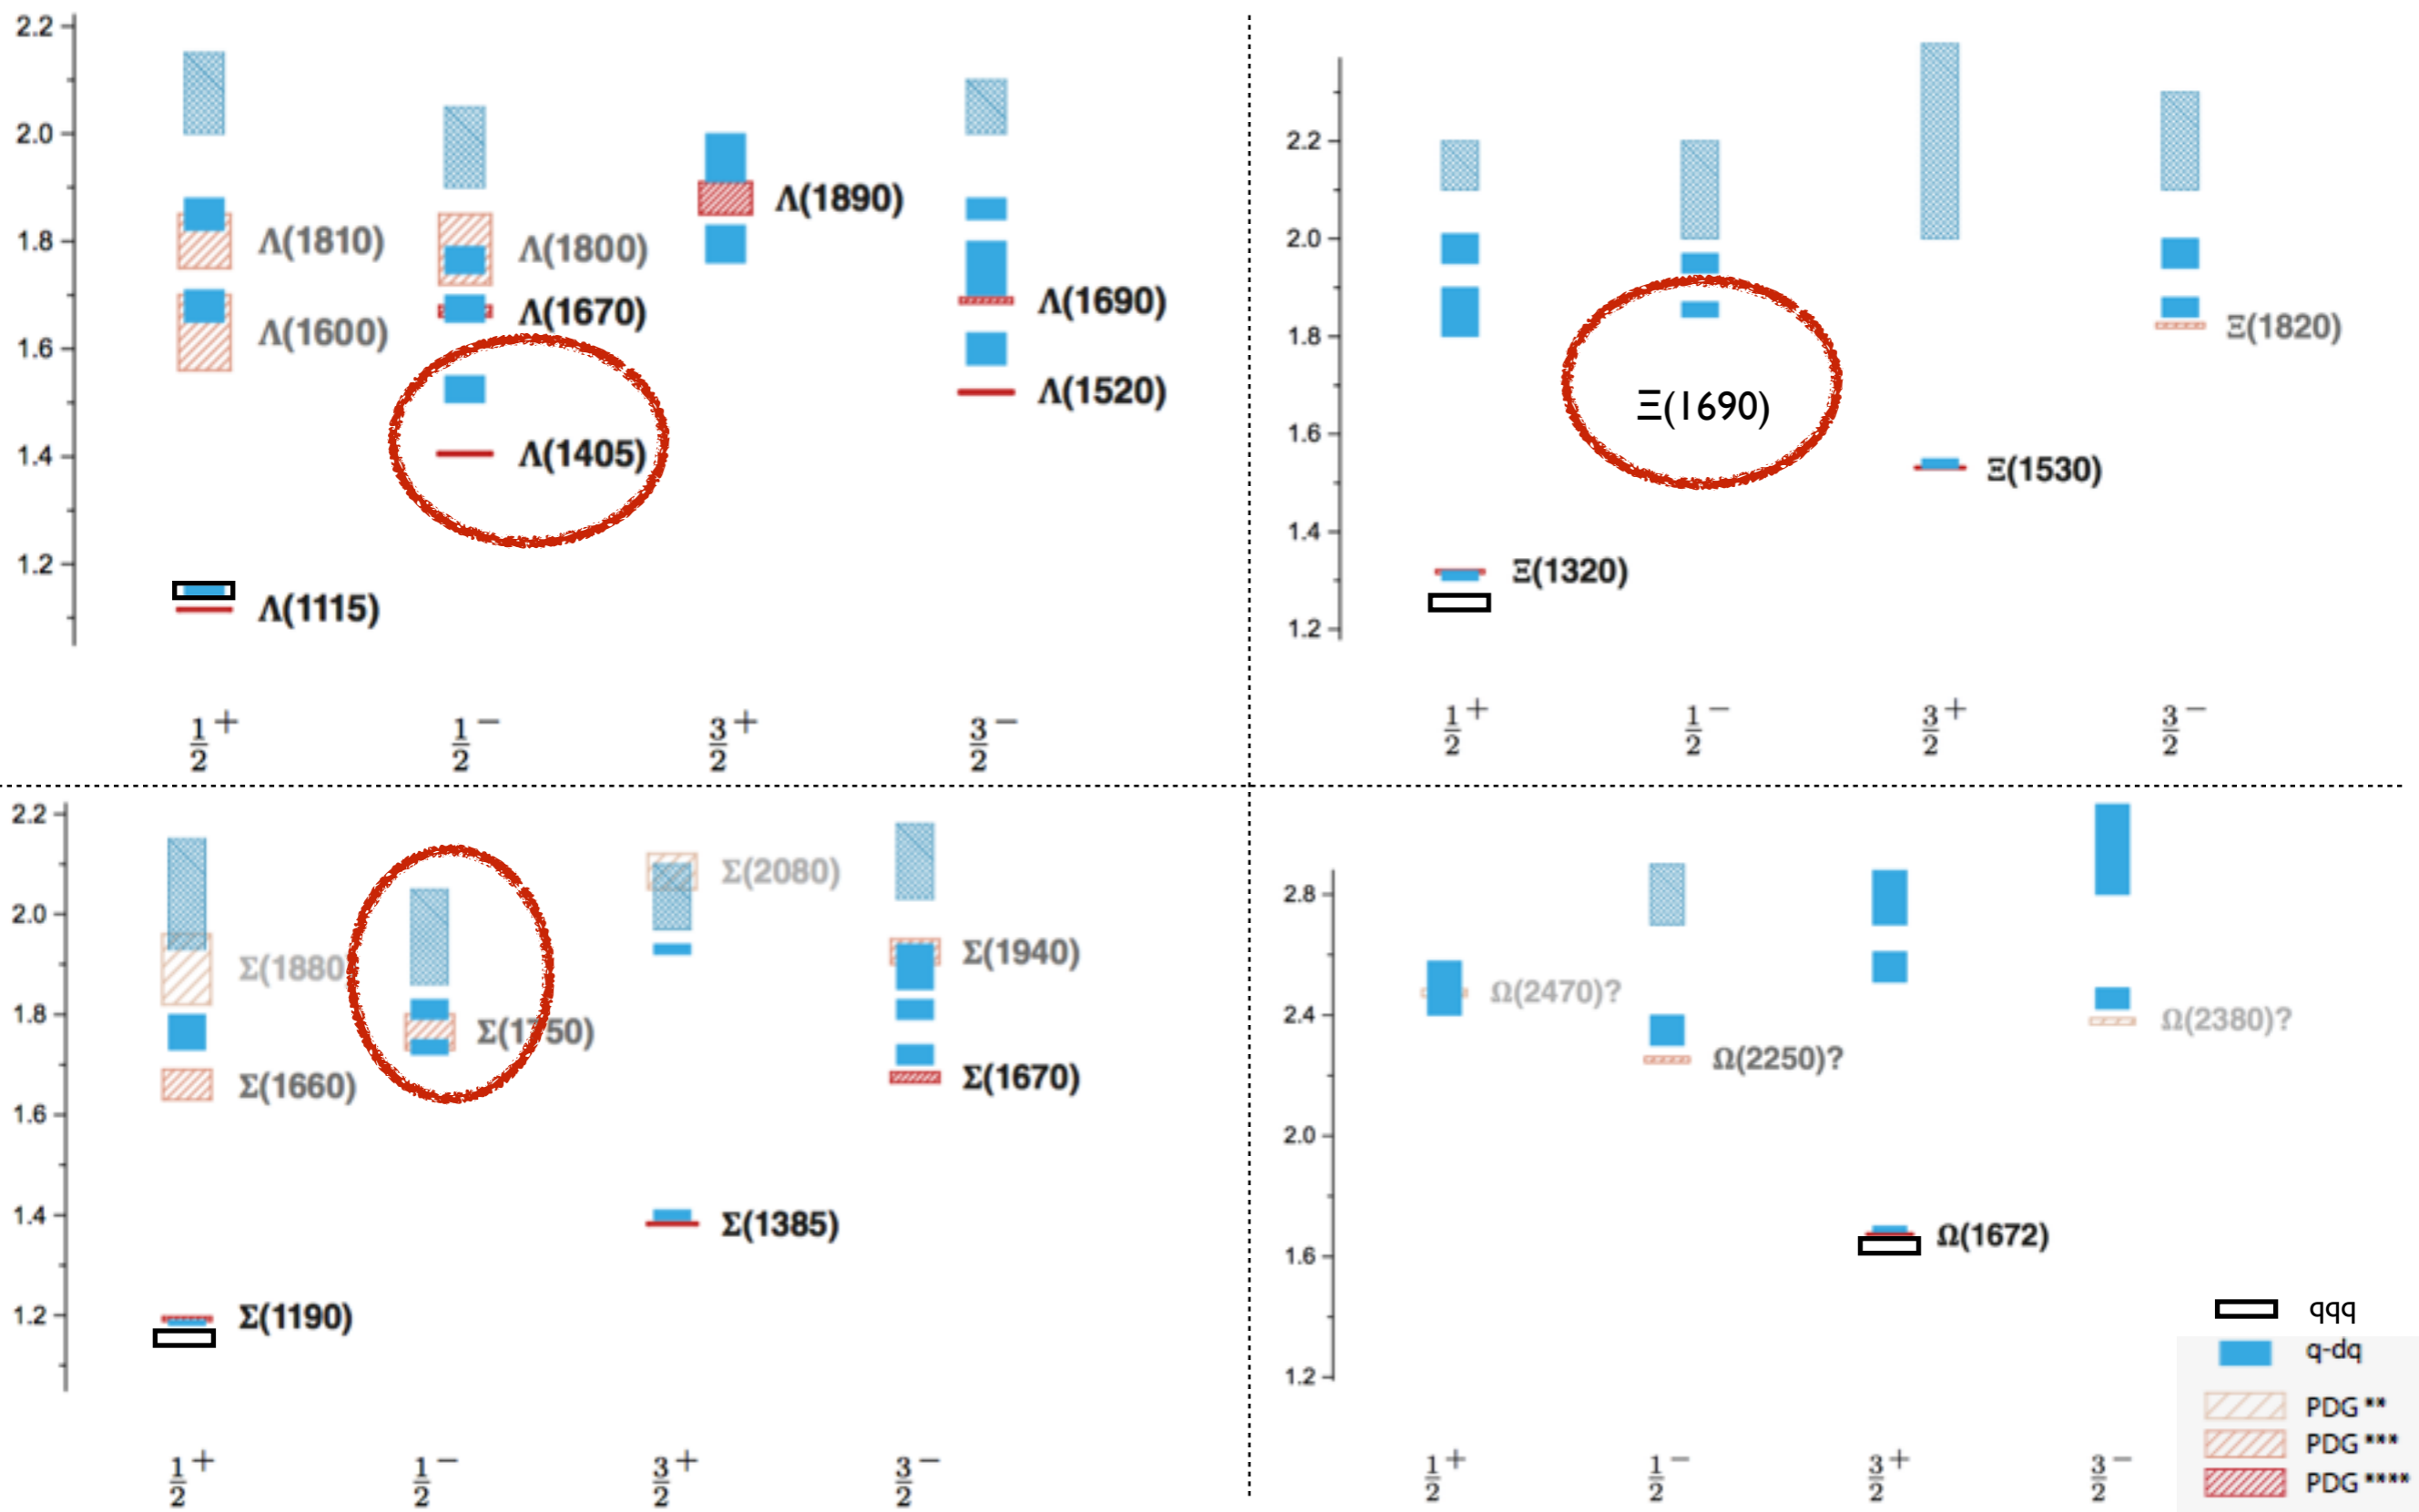 2.2
2.0
1.8
1.6
1.4
1.2
Λ(1810)
Λ(1600)
Λ(1115)
Λ(1800)
Λ(1670)
Λ(1405)
Λ(1890)
Λ(1690)
Λ(1520)
1/2+
1/2−
3/2+
3/2−
2.2
2.0
1.8
1.6
1.4
1.2
Ξ(1320)
Ξ(1690)
Ξ(1530)
Ξ(1820)
1/2+
1/2−
3/2+
3/2−
2.2
2.0
1.8
1.6
1.4
1.2
Σ(1880
Σ(1660)
Σ(1190)
Σ(1750)
Σ(2080)
Σ(1385)
Σ(1940)
Σ(1670)
1/2+
1/2−
3/2+
3/2−
2.8
2.4
2.0
1.6
1.2
Ω(2470)?
Ω(2250)?
Ω(1672)
Ω(2380)?
1/2+
1/2−
3/2+
3/2−
qqq
q-dq
PDG **
PDG ***
PDG ****